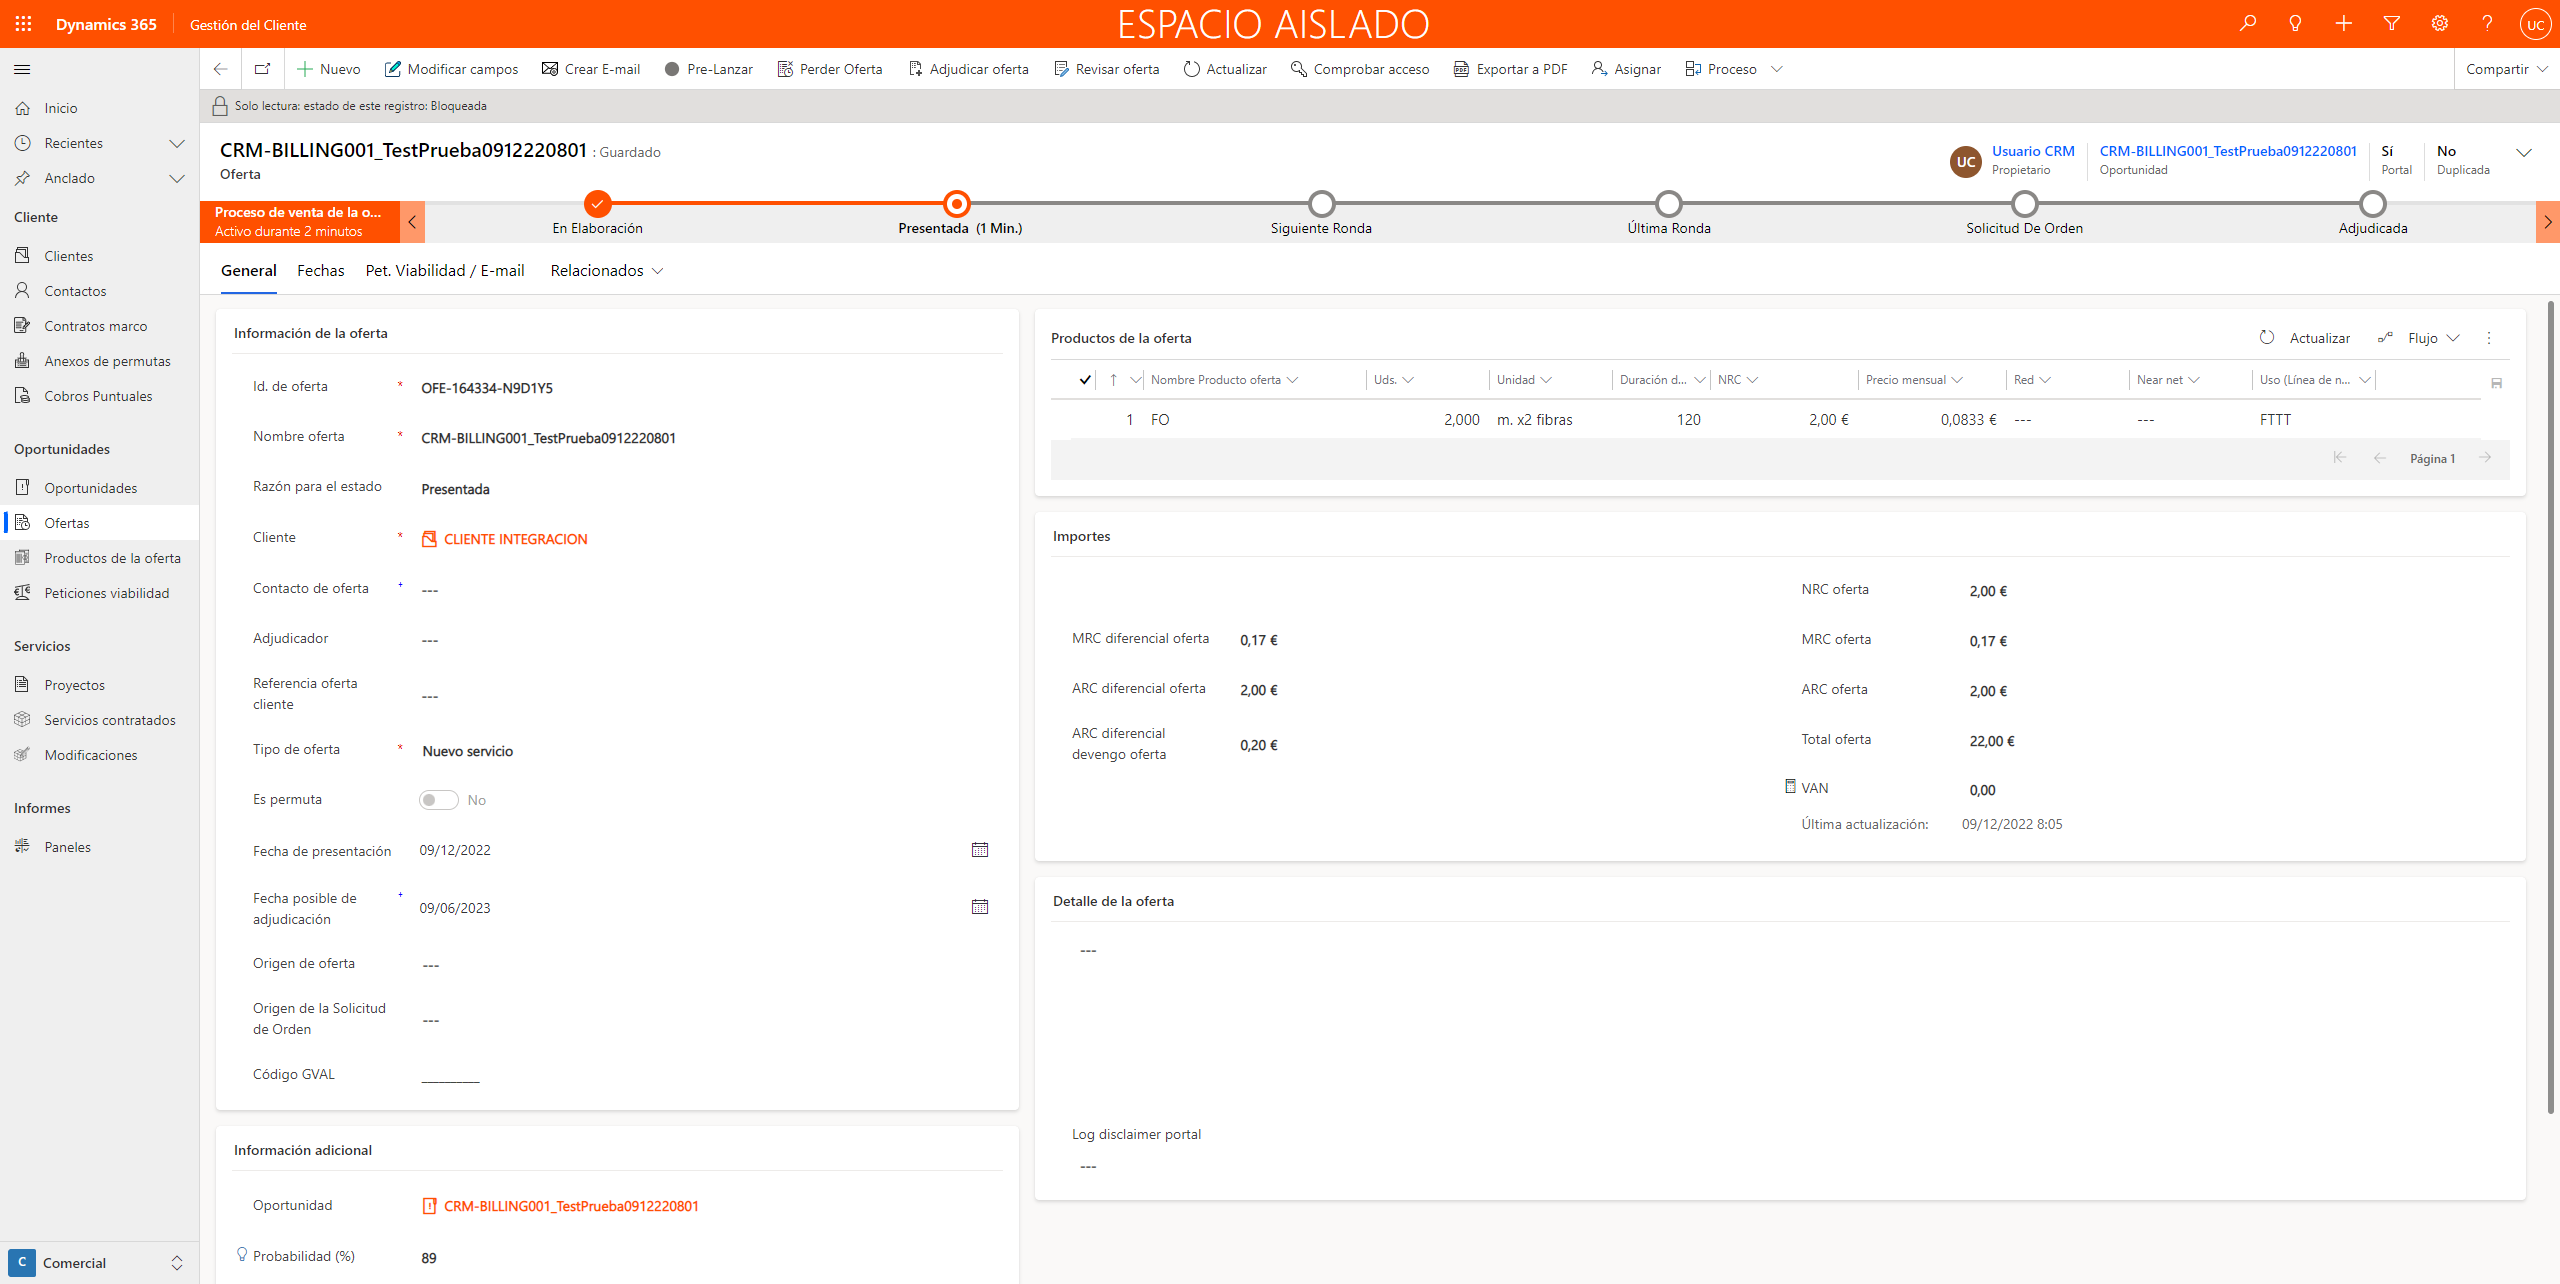 Dynamics 365
Gestión del Cliente
ESPACIO AISLADO
UC
Nuevo
Modificar campos
Crear E-mail
Pre-Lanzar
Perder Oferta
Adjudicar oferta
Revisar oferta
Actualizar
Comprobar acceso
Exportar a PDF
Asignar
Proceso
Compartir
Solo lectura: estado de este registro: Bloqueada
Inicio
Recientes
Anclado
Cliente
Clientes
Contactos
Contratos marco
Anexos de permutas
Cobros Puntuales
Oportunidades
Oportunidades
Ofertas
Productos de la oferta
Peticiones viabilidad
Servicios
Proyectos
Servicios contratados
Modificaciones
Informes
Paneles
C Comercial
CRM-BILLING001_TestPrueba0912220801 : Guardado
Oferta
UC
Usuario CRM
Propietario
CRM-BILLING001_TestPrueba0912220801
Oportunidad
Sí
Portal
No
Duplicada
Proceso de venta de la o...
Activo durante 2 minutos
En Elaboración
Presentada (1 Min.)
Siguiente Ronda
Última Ronda
Solicitud De Orden
Adjudicada
General
Fechas
Pet. Viabilidad / E-mail
Relacionados
Información de la oferta
Id. de oferta * OFE-164334-N9D1Y5
Nombre oferta * CRM-BILLING001_TestPrueba0912220801
Razón para el estado Presentada
Cliente * CLIENTE INTEGRACION
Contacto de oferta + ---
Adjudicador ---
Referencia oferta
cliente ---
Tipo de oferta * Nuevo servicio
Es permuta No
Fecha de presentación 09/12/2022
Fecha posible de
adjudicación + 09/06/2023
Origen de oferta ---
Origen de la Solicitud
de Orden ---
Código GVAL __________
Información adicional
Oportunidad CRM-BILLING001_TestPrueba0912220801
Probabilidad (%) 89
Productos de la oferta
Actualizar
Flujo
Nombre Producto oferta
Uds.
Unidad
Duración d...
NRC
Precio mensual
Red
Near net
Uso (Línea de n...
1 FO 2,000 m. x2 fibras 120 2,00 € 0,0833 € --- --- FTTT
Página 1
Importes
NRC oferta 2,00 €
MRC diferencial oferta 0,17 €
MRC oferta 0,17 €
ARC diferencial oferta 2,00 €
ARC oferta 2,00 €
ARC diferencial
devengo oferta 0,20 €
Total oferta 22,00 €
VAN 0,00
Última actualización: 09/12/2022 8:05
Detalle de la oferta
---
Log disclaimer portal
---